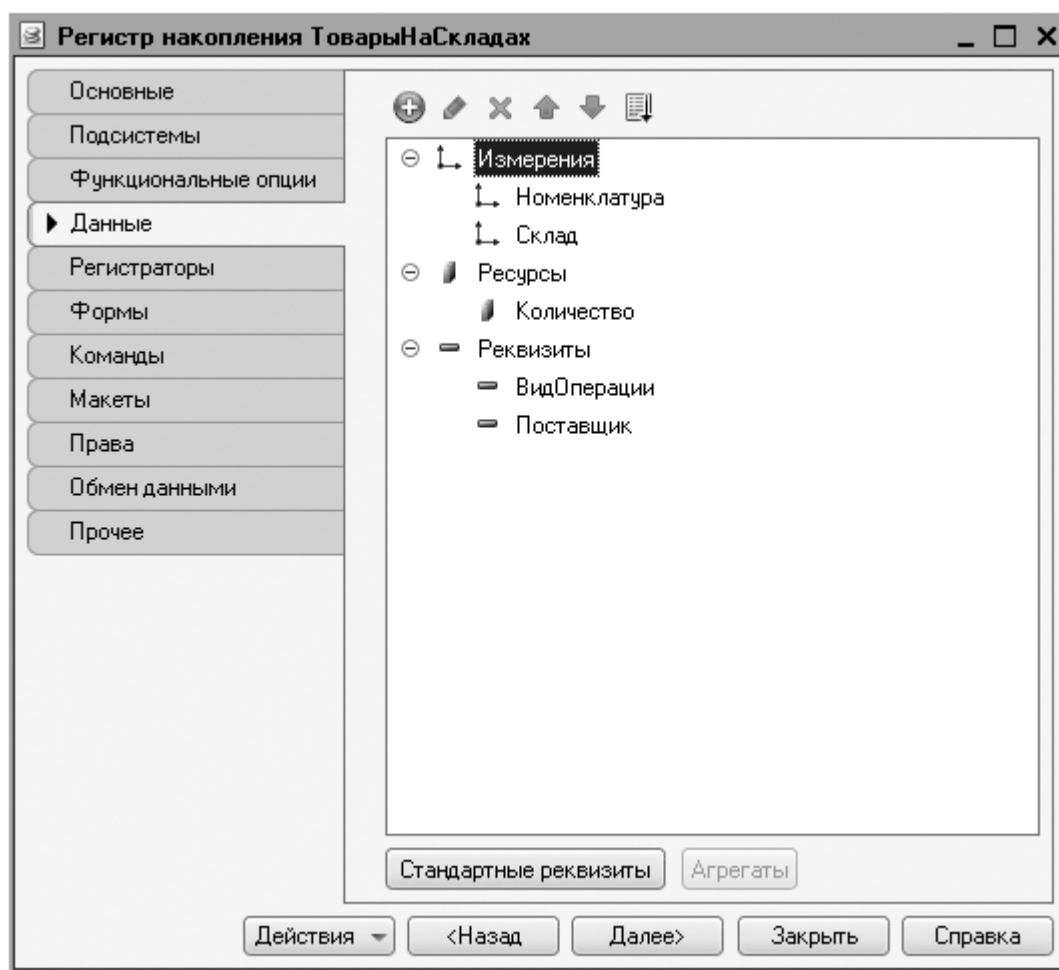 Регистр накопления ТоварыНаСкладах
Основные
Подсистемы
Функциональные опции
Данные
Регистраторы
Формы
Команды
Макеты
Права
Обмен данными
Прочее
Измерения
Номенклатура
Склад
Ресурсы
Количество
Реквизиты
ВидОперации
Поставщик
Стандартные реквизиты
Агрегаты
Действия
<Назад
Далее>
Закрыть
Справка